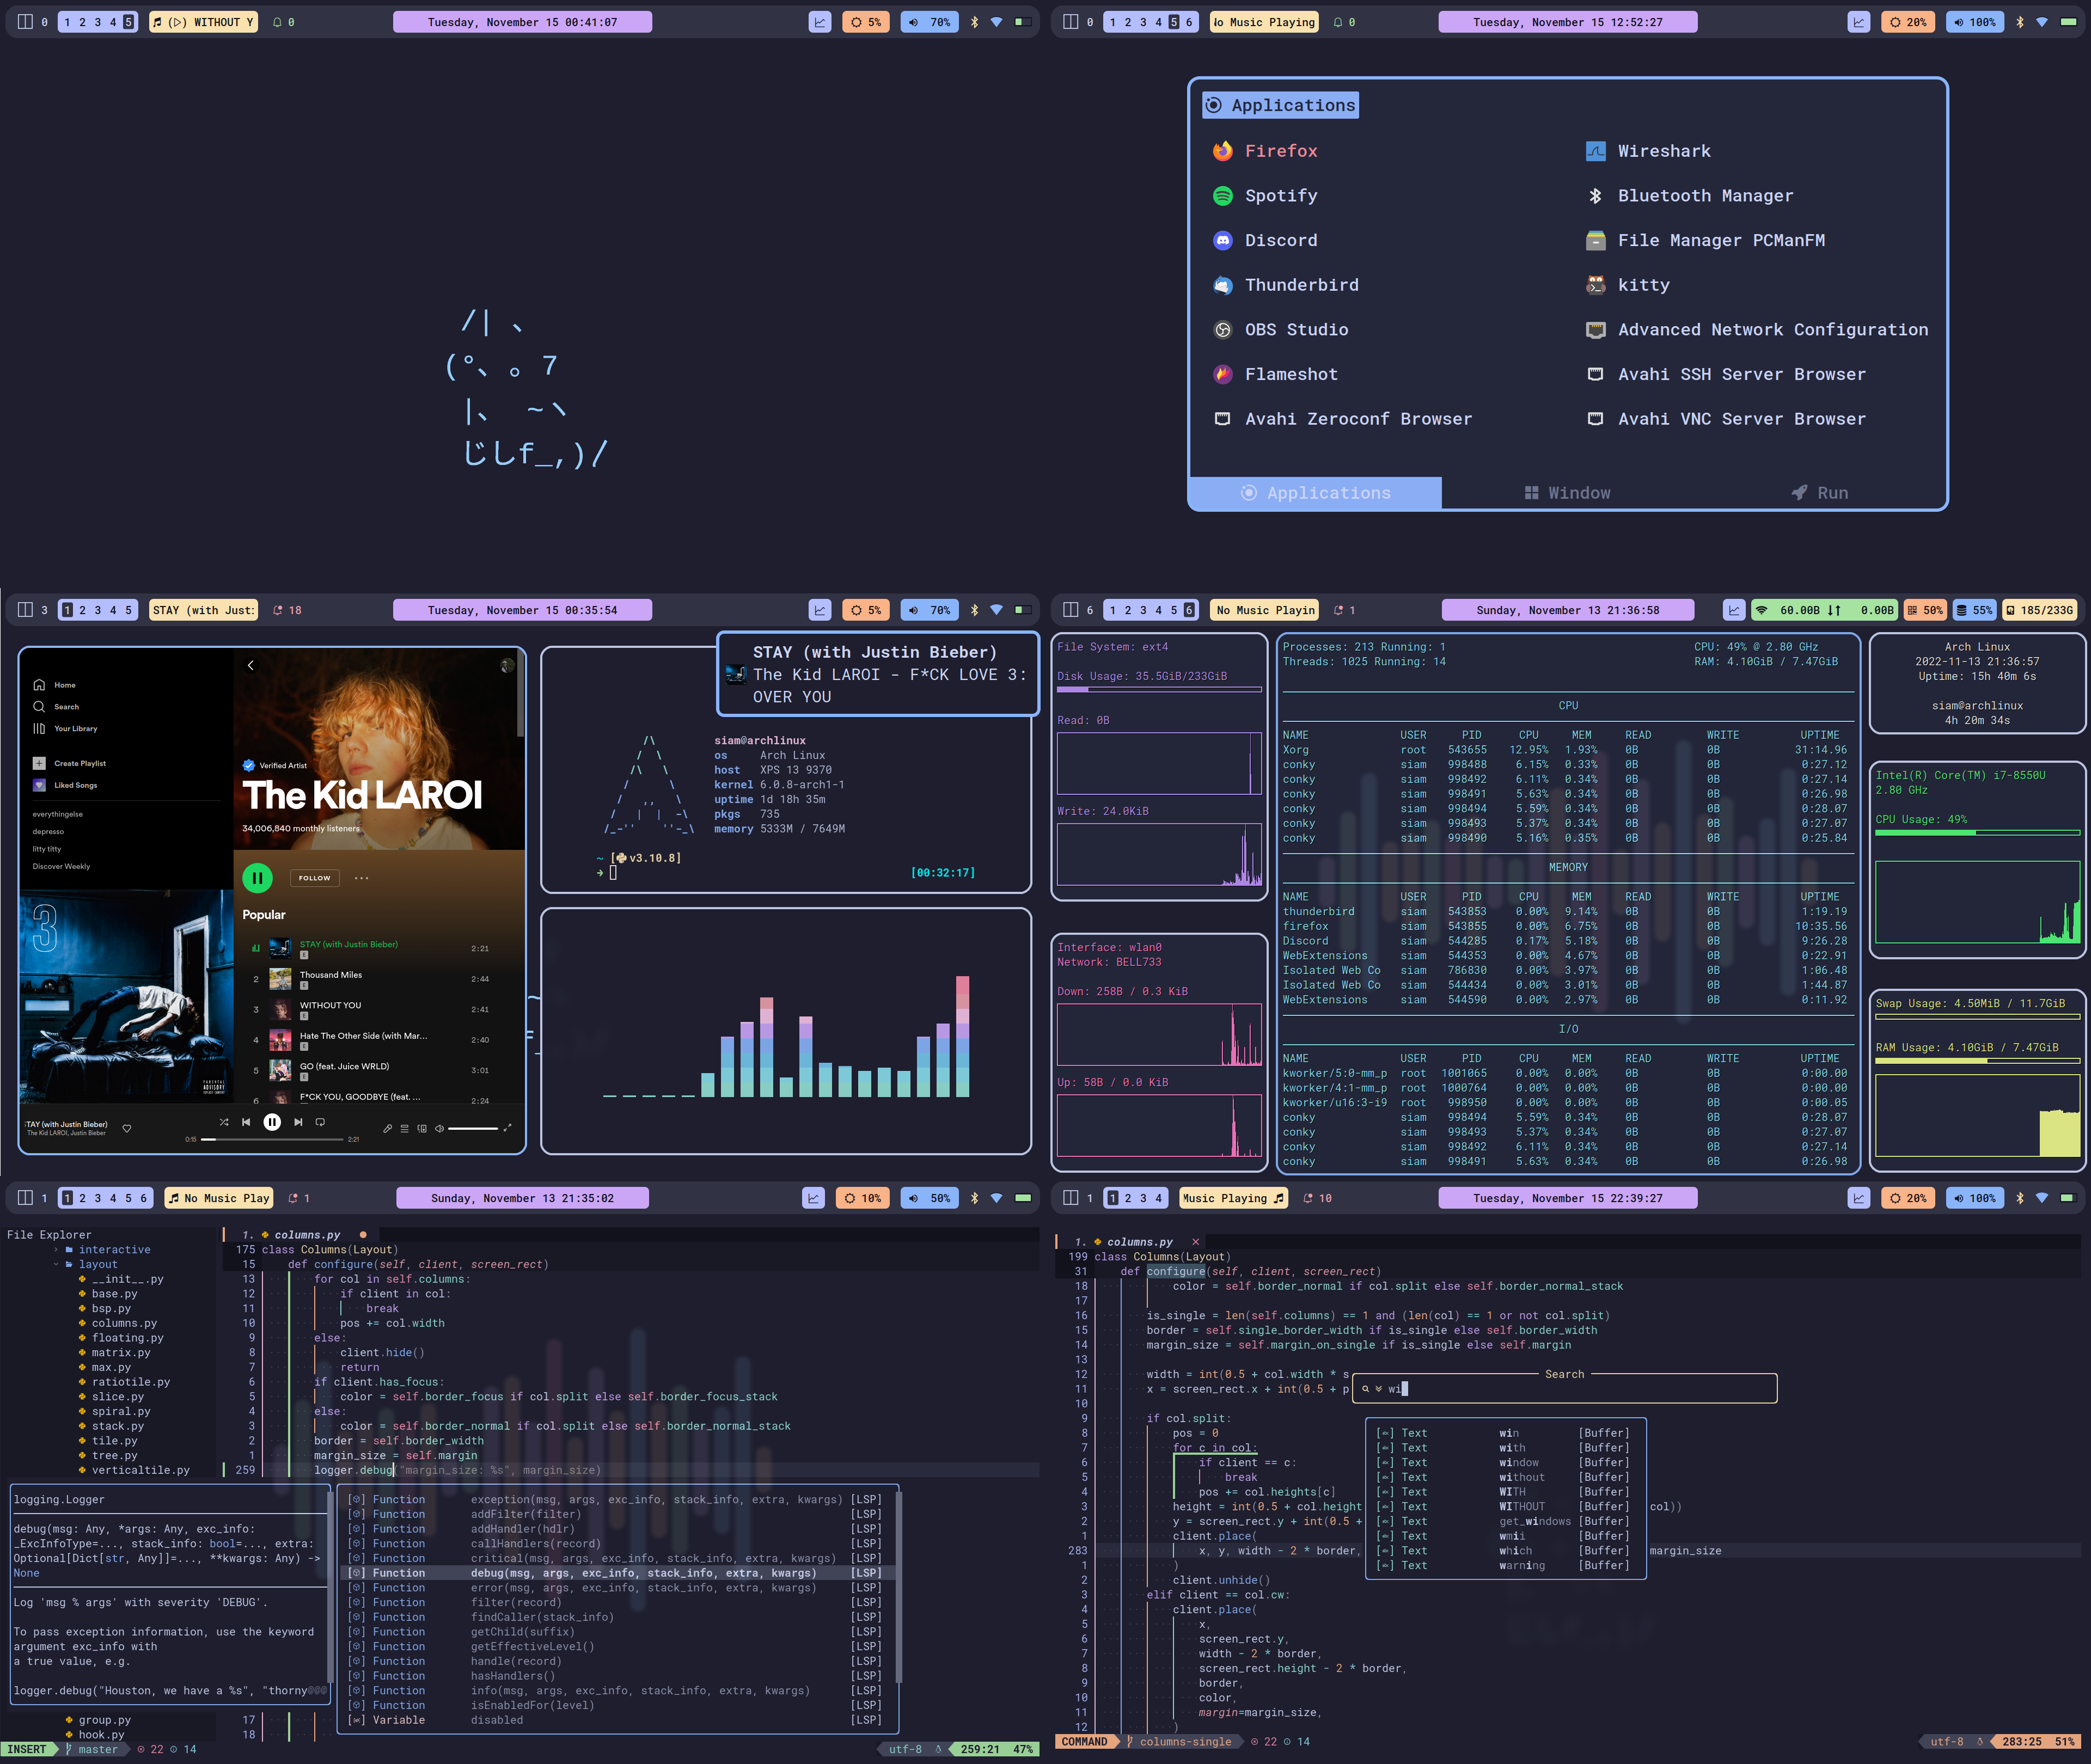 0 1 2 3 4 5 (▷) WITHOUT Y 0 Tuesday, November 15 00:41:07 5% 70%
/| 、
(°、 。7
|、 ~ヽ
じしf_,)/
0 1 2 3 4 5 6 No Music Playing 0 Tuesday, November 15 12:52:27 20% 100%
Applications
Firefox Wireshark
Spotify Bluetooth Manager
Discord File Manager PCManFM
Thunderbird kitty
OBS Studio Advanced Network Configuration
Flameshot Avahi SSH Server Browser
Avahi Zeroconf Browser Avahi VNC Server Browser
Applications Window Run
3 1 2 3 4 5 STAY (with Just: 18 Tuesday, November 15 00:35:54 5% 70%
Home
Search
Your Library
Create Playlist
Liked Songs
everythingelse
depresso
litty titty
Discover Weekly
3
PARENTAL
ADVISORY
Verified Artist
The Kid LAROI
34,006,840 monthly listeners
FOLLOW ···
Popular
STAY (with Justin Bieber) 2:21
E
2 Thousand Miles 2:44
E
3 WITHOUT YOU 2:41
E
4 Hate The Other Side (with Mar... 2:40
E
5 GO (feat. Juice WRLD) 3:01
E
6 F*CK YOU, GOODBYE (feat. ... 2:24
TAY (with Justin Bieber)
The Kid LAROI, Justin Bieber
0:15 2:21
STAY (with Justin Bieber)
The Kid LAROI - F*CK LOVE 3:
OVER YOU
siam@archlinux
os Arch Linux
host XPS 13 9370
kernel 6.0.8-arch1-1
uptime 1d 18h 35m
pkgs 735
memory 5333M / 7649M
~ [v3.10.8]
➜ [00:32:17]
6 1 2 3 4 5 6 No Music Playin 1 Sunday, November 13 21:36:58 60.00B ↓↑ 0.00B 50% 55% 185/233G
File System: ext4
Disk Usage: 35.5GiB/233GiB
Read: 0B
Write: 24.0KiB
Interface: wlan0
Network: BELL733
Down: 258B / 0.3 KiB
Up: 58B / 0.0 KiB
Processes: 213 Running: 1 CPU: 49% @ 2.80 GHz
Threads: 1025 Running: 14 RAM: 4.10GiB / 7.47GiB
CPU
NAME USER PID CPU MEM READ WRITE UPTIME
Xorg root 543655 12.95% 1.93% 0B 0B 31:14.96
conky siam 998488 6.15% 0.33% 0B 0B 0:27.12
conky siam 998492 6.11% 0.34% 0B 0B 0:27.14
conky siam 998491 5.63% 0.34% 0B 0B 0:26.98
conky siam 998494 5.59% 0.34% 0B 0B 0:28.07
conky siam 998493 5.37% 0.34% 0B 0B 0:27.07
conky siam 998490 5.16% 0.35% 0B 0B 0:25.84
MEMORY
NAME USER PID CPU MEM READ WRITE UPTIME
thunderbird siam 543853 0.00% 9.14% 0B 0B 1:19.19
firefox siam 543855 0.00% 6.75% 0B 0B 10:35.56
Discord siam 544285 0.17% 5.18% 0B 0B 9:26.28
WebExtensions siam 544353 0.00% 4.67% 0B 0B 0:22.91
Isolated Web Co siam 786830 0.00% 3.97% 0B 0B 1:06.48
Isolated Web Co siam 544434 0.00% 3.01% 0B 0B 1:44.87
WebExtensions siam 544590 0.00% 2.97% 0B 0B 0:11.92
I/O
NAME USER PID CPU MEM READ WRITE UPTIME
kworker/5:0-mm_p root 1001065 0.00% 0.00% 0B 0B 0:00.00
kworker/4:1-mm_p root 1000764 0.00% 0.00% 0B 0B 0:00.00
kworker/u16:3-i9 root 998950 0.00% 0.00% 0B 0B 0:00.05
conky siam 998494 5.59% 0.34% 0B 0B 0:28.07
conky siam 998493 5.37% 0.34% 0B 0B 0:27.07
conky siam 998492 6.11% 0.34% 0B 0B 0:27.14
conky siam 998491 5.63% 0.34% 0B 0B 0:26.98
Arch Linux
2022-11-13 21:36:57
Uptime: 15h 40m 6s
siam@archlinux
4h 20m 34s
Intel(R) Core(TM) i7-8550U
2.80 GHz
CPU Usage: 49%
Swap Usage: 4.50MiB / 11.7GiB
RAM Usage: 4.10GiB / 7.47GiB
1 1 2 3 4 5 6 No Music Play 1 Sunday, November 13 21:35:02 10% 50%
File Explorer
interactive
layout
__init__.py
base.py
bsp.py
columns.py
floating.py
matrix.py
max.py
ratiotile.py
slice.py
spiral.py
stack.py
tile.py
tree.py
verticaltile.py
1. columns.py
175 class Columns(Layout)
15 def configure(self, client, screen_rect)
13 for col in self.columns:
12 if client in col:
11 break
10 pos += col.width
9 else:
8 client.hide()
7 return
6 if client.has_focus:
5 color = self.border_focus if col.split else self.border_focus_stack
4 else:
3 color = self.border_normal if col.split else self.border_normal_stack
2 border = self.border_width
1 margin_size = self.margin
259 logger.debug("margin_size: %s", margin_size)
logging.Logger
debug(msg: Any, *args: Any, exc_info:
_ExcInfoType=..., stack_info: bool=..., extra:
Optional[Dict[str, Any]]=..., **kwargs: Any) ->
None
Log 'msg % args' with severity 'DEBUG'.
To pass exception information, use the keyword
argument exc_info with
a true value, e.g.
logger.debug("Houston, we have a %s", "thorny@@@
Function exception(msg, args, exc_info, stack_info, extra, kwargs) [LSP]
Function addFilter(filter) [LSP]
Function addHandler(hdlr) [LSP]
Function callHandlers(record) [LSP]
Function critical(msg, args, exc_info, stack_info, extra, kwargs) [LSP]
Function debug(msg, args, exc_info, stack_info, extra, kwargs) [LSP]
Function error(msg, args, exc_info, stack_info, extra, kwargs) [LSP]
Function filter(record) [LSP]
Function findCaller(stack_info) [LSP]
Function getChild(suffix) [LSP]
Function getEffectiveLevel() [LSP]
Function handle(record) [LSP]
Function hasHandlers() [LSP]
Function info(msg, args, exc_info, stack_info, extra, kwargs) [LSP]
Function isEnabledFor(level) [LSP]
Variable disabled [LSP]
group.py 17
hook.py 18
INSERT master 22 14 utf-8 259:21 47%
1 1 2 3 4 Music Playing 10 Tuesday, November 15 22:39:27 20% 100%
1. columns.py ×
199 class Columns(Layout)
31 def configure(self, client, screen_rect)
18 color = self.border_normal if col.split else self.border_normal_stack
17
16 is_single = len(self.columns) == 1 and (len(col) == 1 or not col.split)
15 border = self.single_border_width if is_single else self.border_width
14 margin_size = self.margin_on_single if is_single else self.margin
13
12 width = int(0.5 + col.width * s
11 x = screen_rect.x + int(0.5 + p
10
9 if col.split:
8 pos = 0
7 for c in col:
6 if client == c:
5 break
4 pos += col.heights[c]
3 height = int(0.5 + col.height col))
2 y = screen_rect.y + int(0.5 +
1 client.place(
283 x, y, width - 2 * border, margin_size
1 )
2 client.unhide()
3 elif client == col.cw:
4 client.place(
5 x,
6 screen_rect.y,
7 width - 2 * border,
8 screen_rect.height - 2 * border,
9 border,
10 color,
11 margin=margin_size,
12 )
Search
wi
Text win [Buffer]
Text with [Buffer]
Text window [Buffer]
Text without [Buffer]
Text WITH [Buffer]
Text WITHOUT [Buffer]
Text get_windows [Buffer]
Text wmii [Buffer]
Text which [Buffer]
Text warning [Buffer]
COMMAND columns-single 22 14 utf-8 283:25 51%